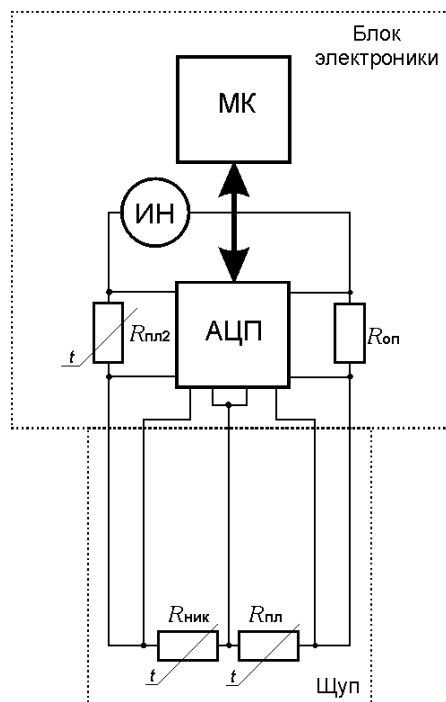 Блок
электроники
МК
ИН
АЦП
t
Rпл2
Rоп
Rник
Rпл
t
t
Щуп